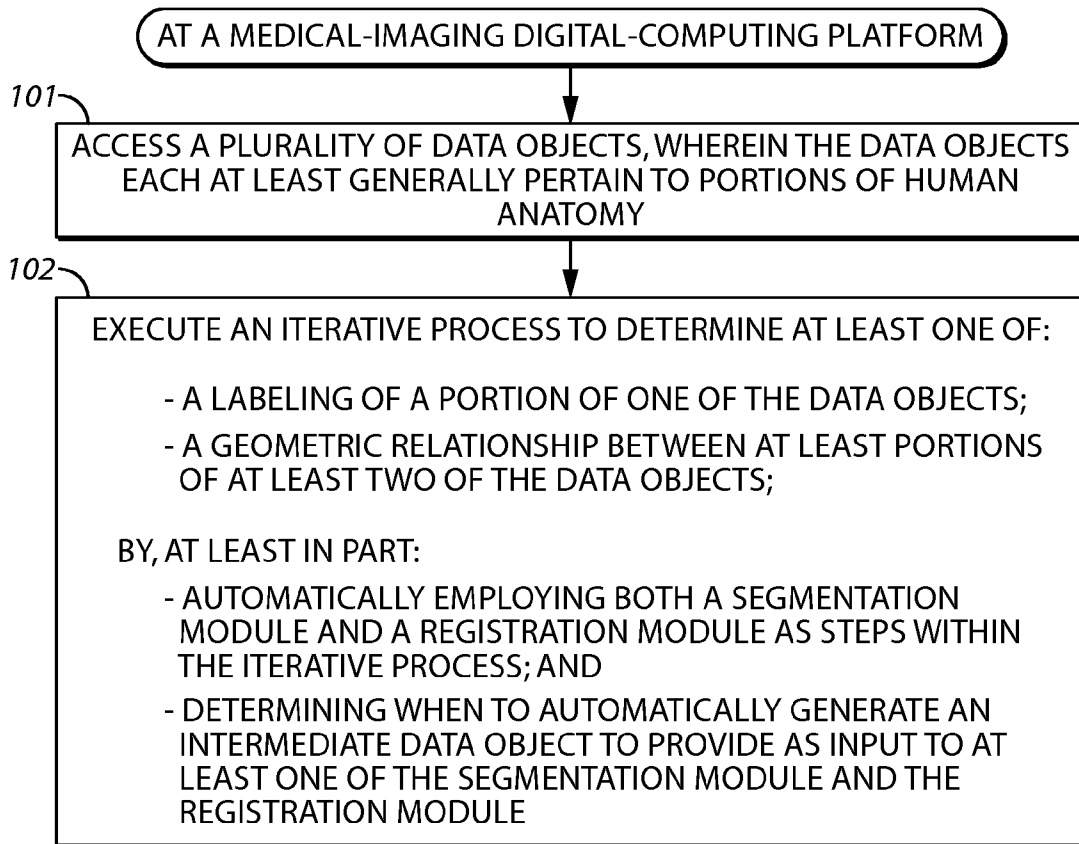 AT A MEDICAL-IMAGING DIGITAL-COMPUTING PLATFORM
101
ACCESS A PLURALITY OF DATA OBJECTS, WHEREIN THE DATA OBJECTS
EACH AT LEAST GENERALLY PERTAIN TO PORTIONS OF HUMAN
ANATOMY
102
EXECUTE AN ITERATIVE PROCESS TO DETERMINE AT LEAST ONE OF:
- A LABELING OF A PORTION OF ONE OF THE DATA OBJECTS;
- A GEOMETRIC RELATIONSHIP BETWEEN AT LEAST PORTIONS
OF AT LEAST TWO OF THE DATA OBJECTS;
BY, AT LEAST IN PART:
- AUTOMATICALLY EMPLOYING BOTH A SEGMENTATION
MODULE AND A REGISTRATION MODULE AS STEPS WITHIN
THE ITERATIVE PROCESS; AND
- DETERMINING WHEN TO AUTOMATICALLY GENERATE AN
INTERMEDIATE DATA OBJECT TO PROVIDE AS INPUT TO AT
LEAST ONE OF THE SEGMENTATION MODULE AND THE
REGISTRATION MODULE